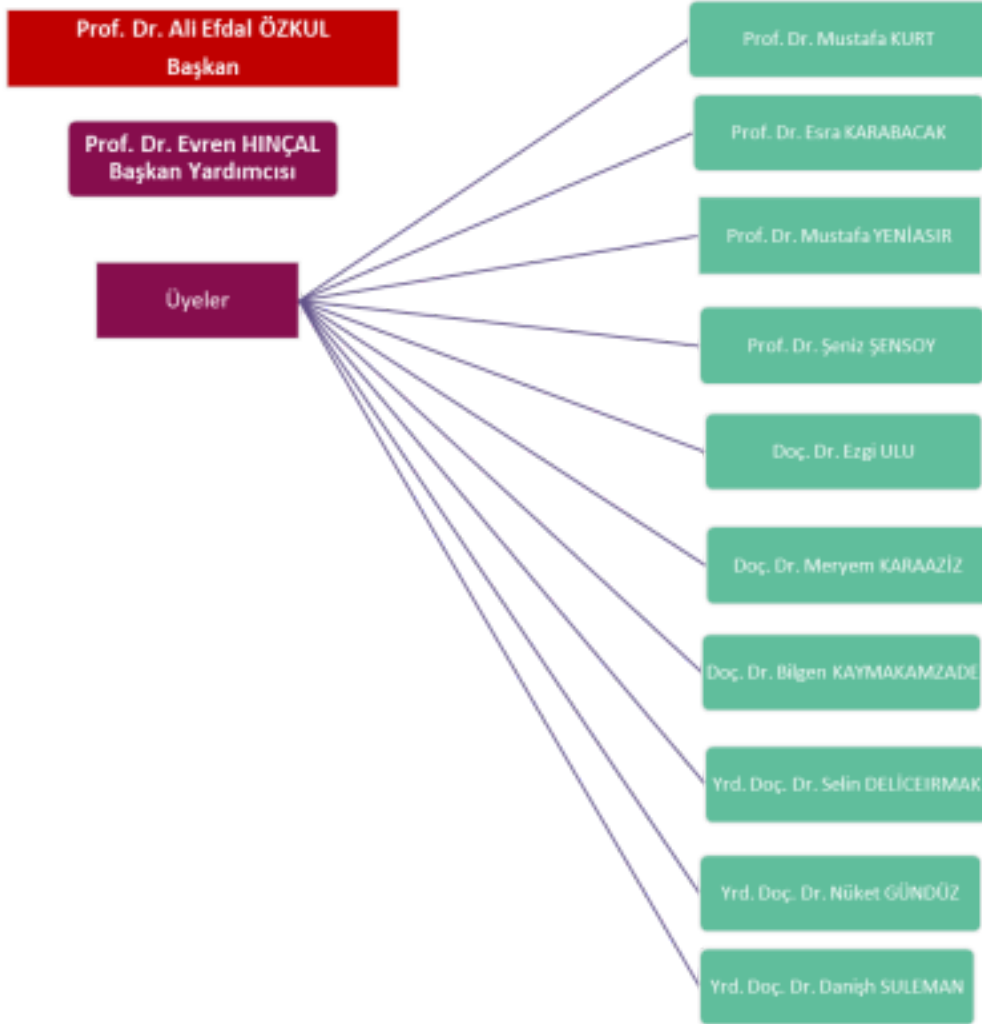 Prof. Dr. Ali Efdal ÖZKUL
Başkan
Prof. Dr. Evren HINÇAL
Başkan Yardımcısı
Üyeler
Prof. Dr. Mustafa KURT
Prof. Dr. Esra KARABACAK
Prof. Dr. Mustafa YENİASIR
Prof. Dr. Şeniz ŞENSOY
Doç. Dr. Ezgi ULU
Doç. Dr. Meryem KARAAZİZ
Doç. Dr. Bilgen KAYMAKAMZADE
Yrd. Doç. Dr. Selin DELİCEIRMAK
Yrd. Doç. Dr. Nüket GÜNDÜZ
Yrd. Doç. Dr. Danişh SULEMAN